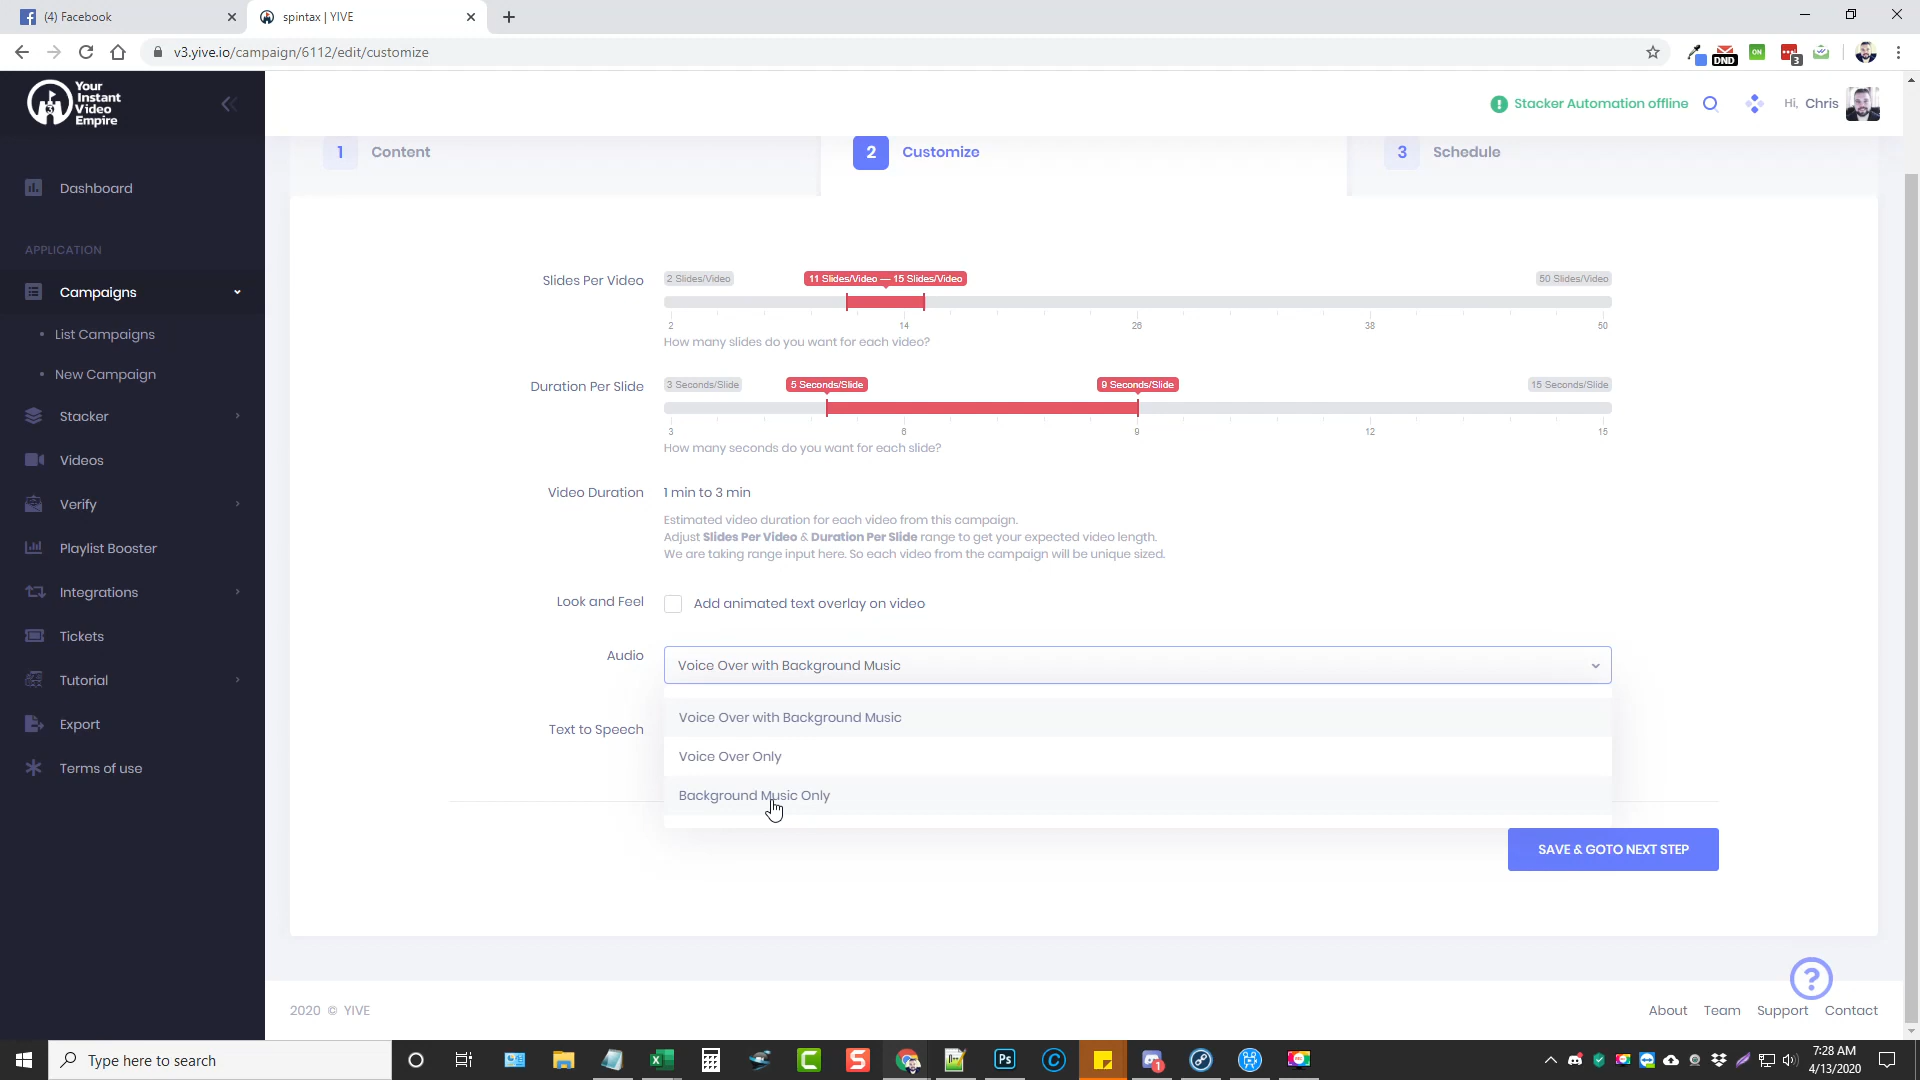 (4) Facebook
spintax | YIVE
v3.yive.io/campaign/6112/edit/customize
ON
DND
3
Your
Instant
Video
Empire
Stacker Automation offline
Hi, Chris
1 Content
2 Customize
3 Schedule
Dashboard
APPLICATION
Campaigns
List Campaigns
New Campaign
Stacker
Videos
Verify
Playlist Booster
Integrations
Tickets
Tutorial
Export
Terms of use
Slides Per Video
2 Slides/Video
11 Slides/Video — 15 Slides/Video
50 Slides/Video
2 14 26 38 50
How many slides do you want for each video?
Duration Per Slide
3 Seconds/Slide
5 Seconds/Slide
9 Seconds/Slide
15 Seconds/Slide
3 6 9 12 15
How many seconds do you want for each slide?
Video Duration
1 min to 3 min
Estimated video duration for each video from this campaign.
Adjust Slides Per Video & Duration Per Slide range to get your expected video length.
We are taking range input here. So each video from the campaign will be unique sized.
Look and Feel
Add animated text overlay on video
Audio
Voice Over with Background Music
Voice Over with Background Music
Text to Speech
Voice Over Only
Background Music Only
SAVE & GOTO NEXT STEP
?
2020 © YIVE
About Team Support Contact
Type here to search
Ps
7:28 AM
4/13/2020